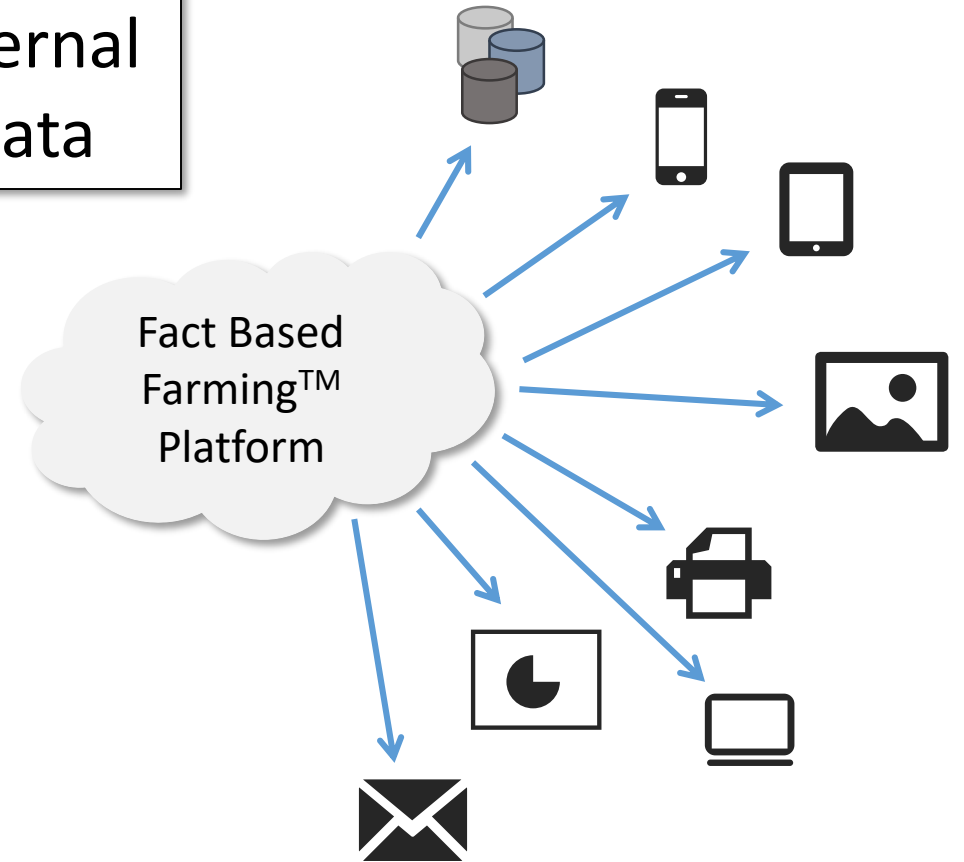 ernal
ata
Fact Based
Farming™
Platform